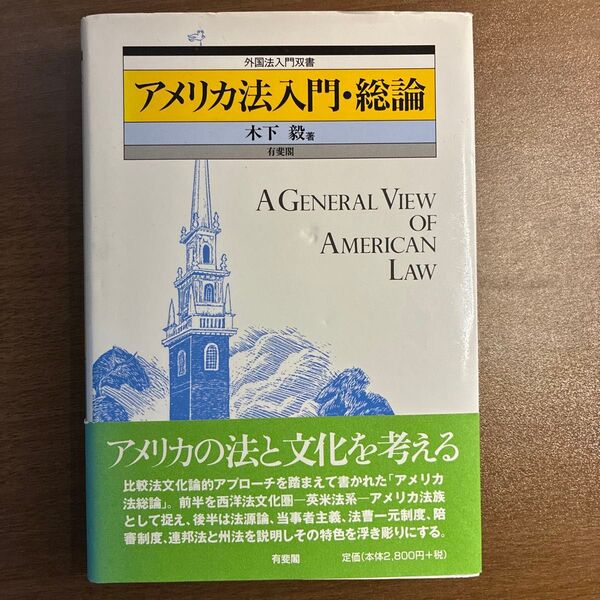 外国法入門双書
アメリカ法入門・総論
木下 毅著
有斐閣
A GENERAL VIEW
OF
AMERICAN
LAW
アメリカの法と文化を考える
比較法文化論的アプローチを踏まえて書かれた「アメリカ
法総論」。前半を西洋法文化圏―英米法系―アメリカ法族
として捉え、後半は法源論、当事者主義、法曹一元制度、陪
審制度、連邦法と州法を説明しその特色を浮き彫りにする。
有斐閣
定価(本体2,800円+税)